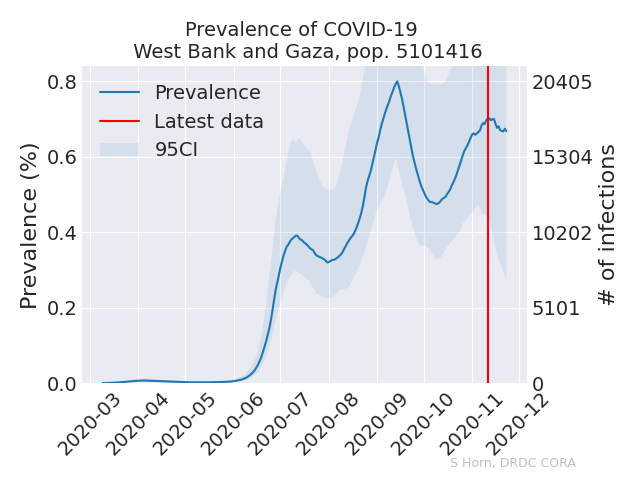 Prevalence of COVID-19
West Bank and Gaza, pop. 5101416
Prevalence
Latest data
95CI
Prevalence (%)
0.8
0.6
0.4
0.2
0.0
20405
15304
10202
5101
0
# of infections
2020-03
2020-04
2020-05
2020-06
2020-07
2020-08
2020-09
2020-10
2020-11
2020-12
S Horn, DRDC CORA